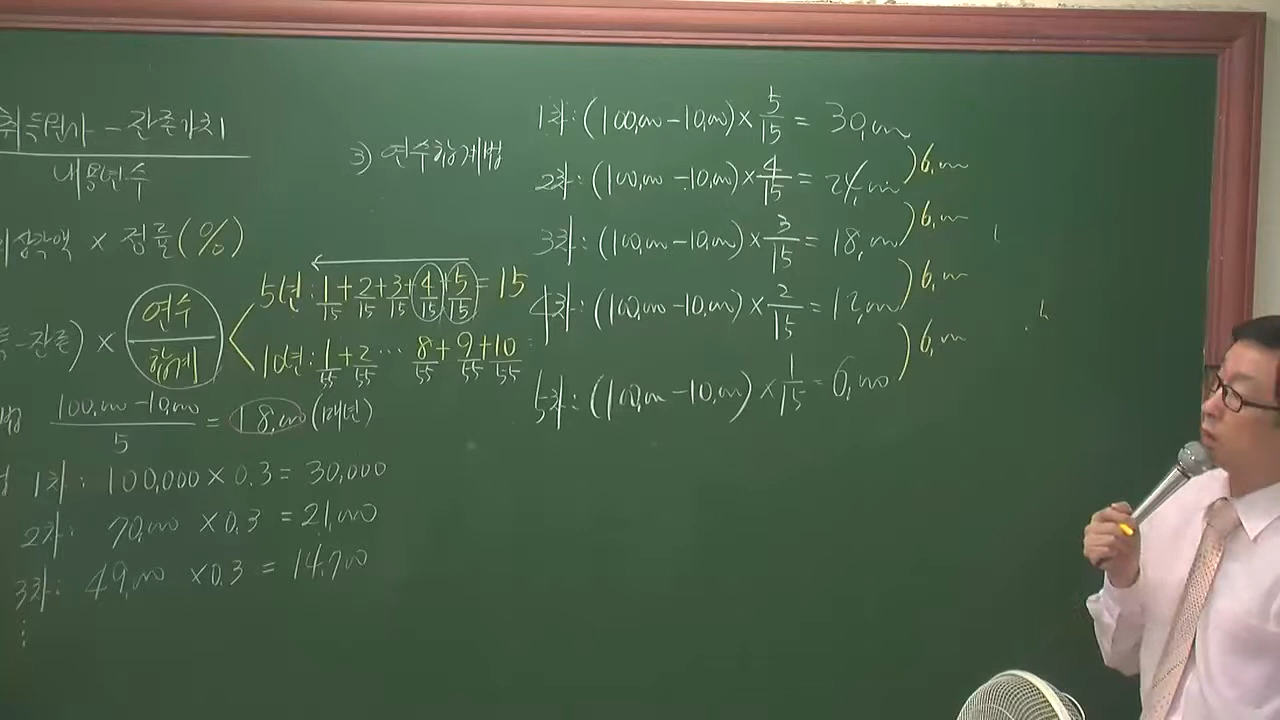 취득원가 - 잔존가치
내용연수
미상각액 × 정률(%)
취득-잔존) × 연수
합계
5년 : 1/15 + 2/15 + 3/15 + 4/15 + 5/15 = 15
10년 : 1/55 + 2/55 ... 8/55 + 9/55 + 10/55
100,000 - 10,000
5
= 18,000 (매년)
1차 : 100,000 × 0.3 = 30,000
2차 : 70,000 × 0.3 = 21,000
3차 : 49,000 × 0.3 = 14,700
⋮
3) 연수합계법
1차 : (100,000 - 10,000) × 5/15 = 30,000
2차 : (100,000 - 10,000) × 4/15 = 24,000
3차 : (100,000 - 10,000) × 3/15 = 18,000
4차 : (100,000 - 10,000) × 2/15 = 12,000
5차 : (100,000 - 10,000) × 1/15 = 6,000
) 6,000
) 6,000
) 6,000
) 6,000